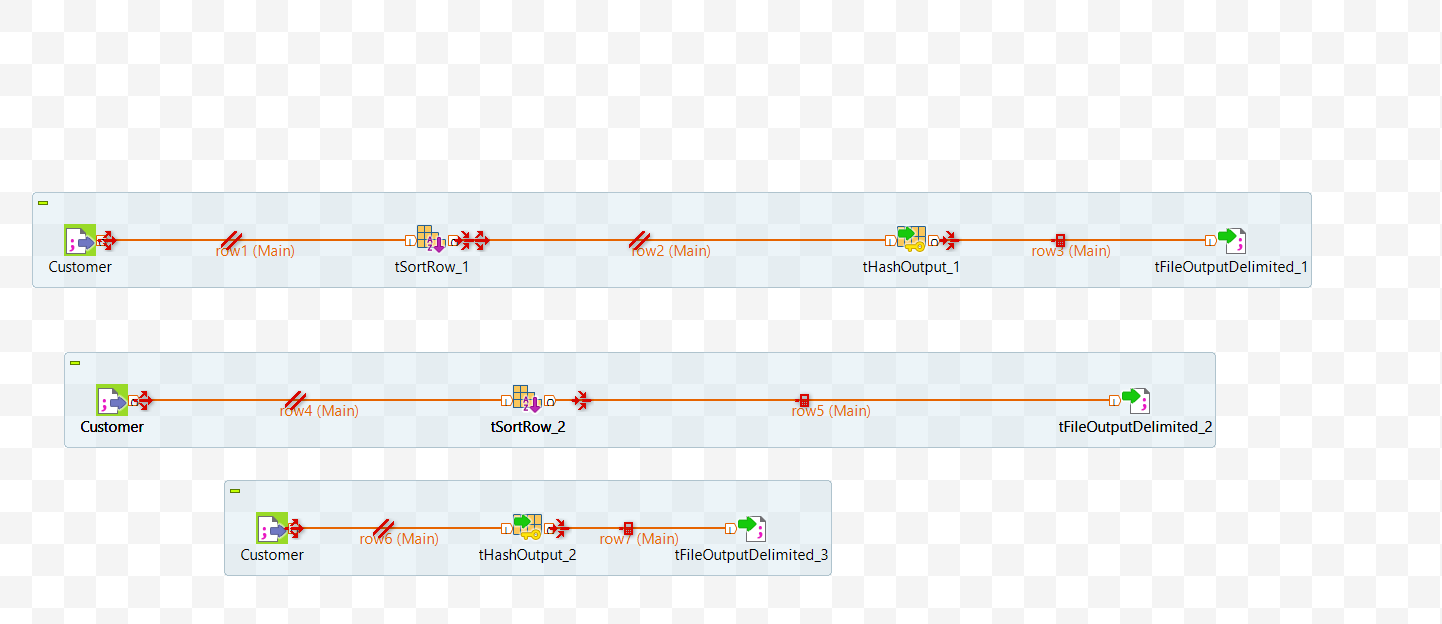 row1 (Main)
row2 (Main)
row3 (Main)
Customer
tSortRow_1
tHashOutput_1
tFileOutputDelimited_1
row4 (Main)
row5 (Main)
Customer
tSortRow_2
tFileOutputDelimited_2
row6 (Main)
row7 (Main)
Customer
tHashOutput_2
tFileOutputDelimited_3